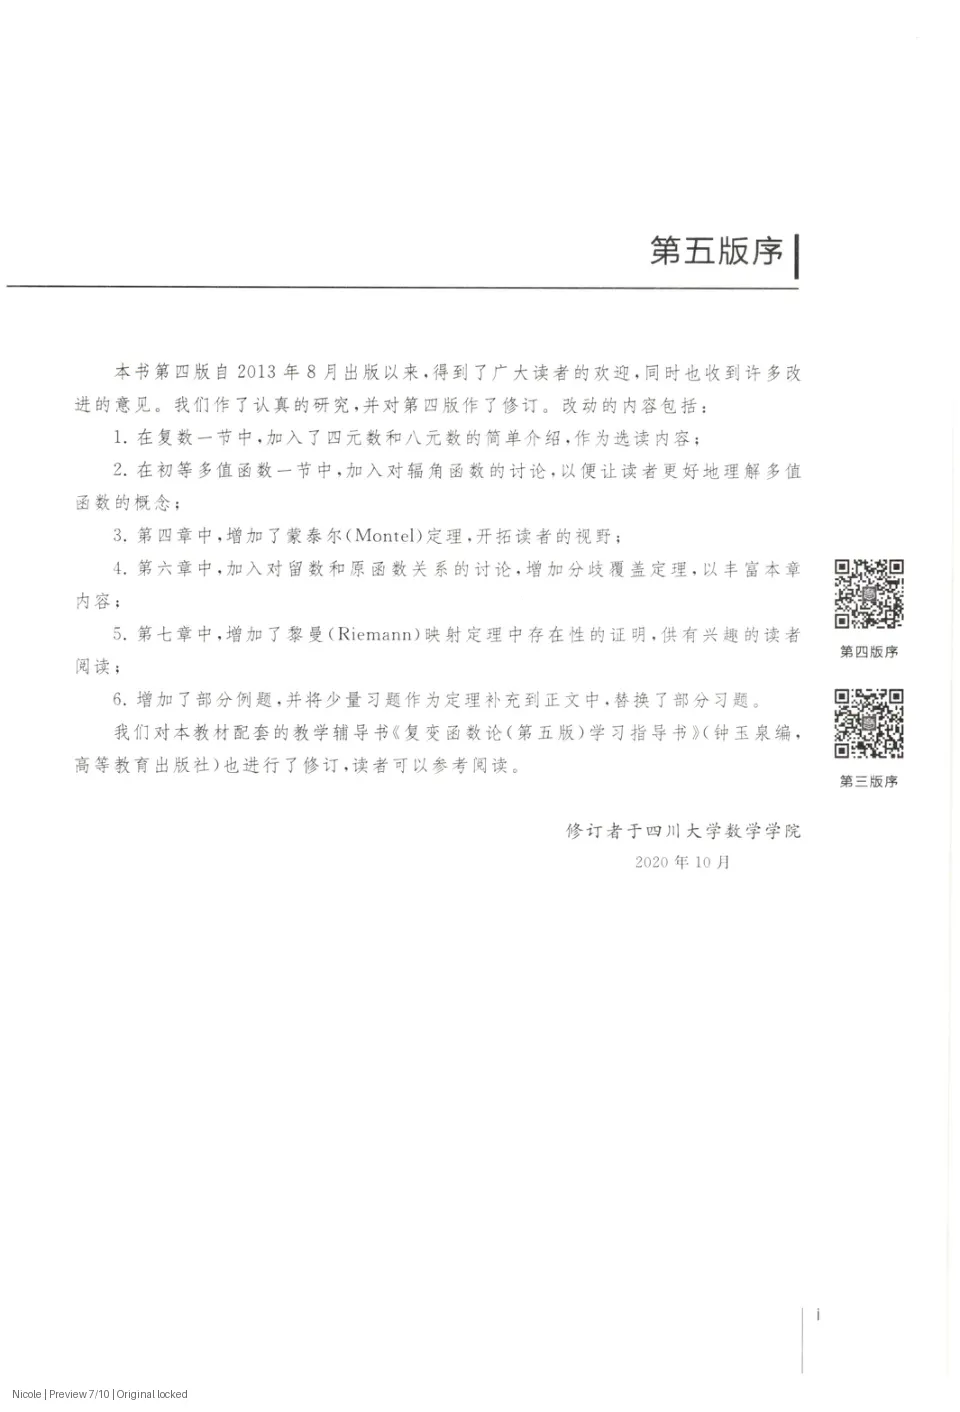 第五版序
本书第四版自 2013 年 8 月出版以来,得到了广大读者的欢迎,同时也收到许多改
进的意见。我们作了认真的研究,并对第四版作了修订。改动的内容包括:
1. 在复数一节中,加入了四元数和八元数的简单介绍,作为选读内容;
2. 在初等多值函数一节中,加入对辐角函数的讨论,以便让读者更好地理解多值
函数的概念;
3. 第四章中,增加了蒙泰尔(Montel)定理,开拓读者的视野;
4. 第六章中,加入对留数和原函数关系的讨论,增加分歧覆盖定理,以丰富本章
内容;
5. 第七章中,增加了黎曼(Riemann)映射定理中存在性的证明,供有兴趣的读者
阅读;
6. 增加了部分例题,并将少量习题作为定理补充到正文中,替换了部分习题。
我们对本教材配套的教学辅导书《复变函数论(第五版)学习指导书》(钟玉泉编,
高等教育出版社)也进行了修订,读者可以参考阅读。
修订者于四川大学数学学院
2020 年 10 月
第四版序
第三版序
i
Nicole | Preview 7/10 | Original locked